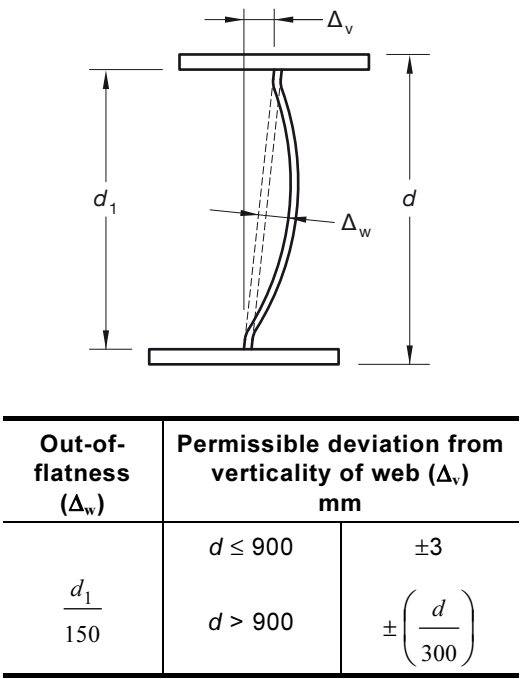 Δv
d1
d
Δw
Out-of-
flatness
(Δw)
Permissible deviation from
verticality of web (Δv)
mm
d ≤ 900
±3
d1
150
d > 900
±(d
300)